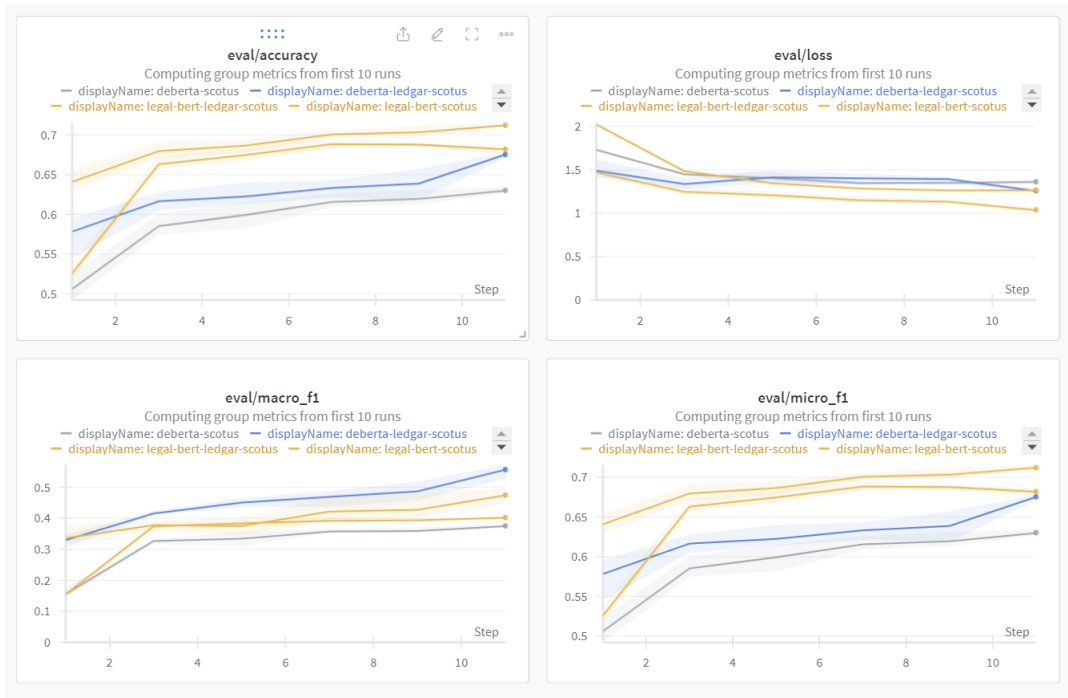 eval/accuracy
Computing group metrics from first 10 runs
displayName: deberta-scotus displayName: deberta-ledgar-scotus
displayName: legal-bert-ledgar-scotus displayName: legal-bert-scotus
0.7
0.65
0.6
0.55
0.5
Step
2 4 6 8 10
eval/loss
Computing group metrics from first 10 runs
displayName: deberta-scotus displayName: deberta-ledgar-scotus
displayName: legal-bert-ledgar-scotus displayName: legal-bert-scotus
2
1.5
1
0.5
0
Step
2 4 6 8 10
eval/macro_f1
Computing group metrics from first 10 runs
displayName: deberta-scotus displayName: deberta-ledgar-scotus
displayName: legal-bert-ledgar-scotus displayName: legal-bert-scotus
0.5
0.4
0.3
0.2
0.1
0
Step
2 4 6 8 10
eval/micro_f1
Computing group metrics from first 10 runs
displayName: deberta-scotus displayName: deberta-ledgar-scotus
displayName: legal-bert-ledgar-scotus displayName: legal-bert-scotus
0.7
0.65
0.6
0.55
0.5
Step
2 4 6 8 10